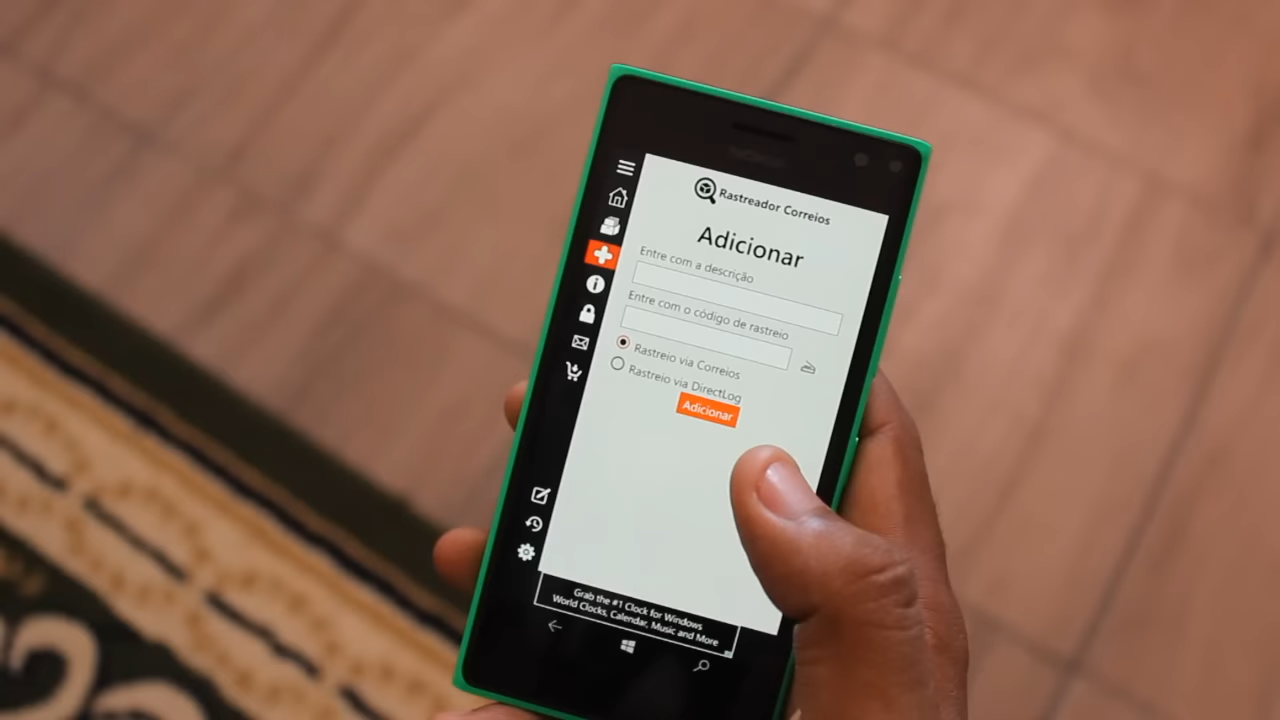 NOKIA
Rastreador Correios
Adicionar
Entre com a descrição
Entre com o código de rastreio
Rastreio via Correios
Rastreio via DirectLog
Adicionar
Grab the #1 Clock for Windows
World Clocks, Calendar, Music and More